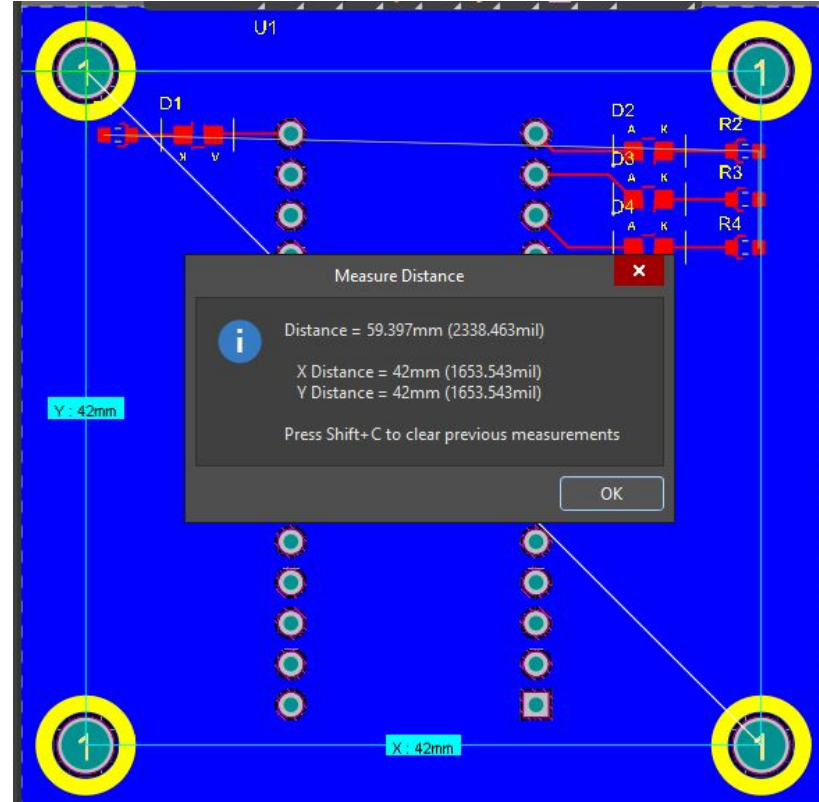 U1
1
1
D1
D2
A K
R2
K A
D3
A K
R3
D4
A K
R4
Measure Distance
Distance = 59.397mm (2338.463mil)
X Distance = 42mm (1653.543mil)
Y Distance = 42mm (1653.543mil)
Press Shift+C to clear previous measurements
OK
Y : 42mm
X : 42mm
1
1